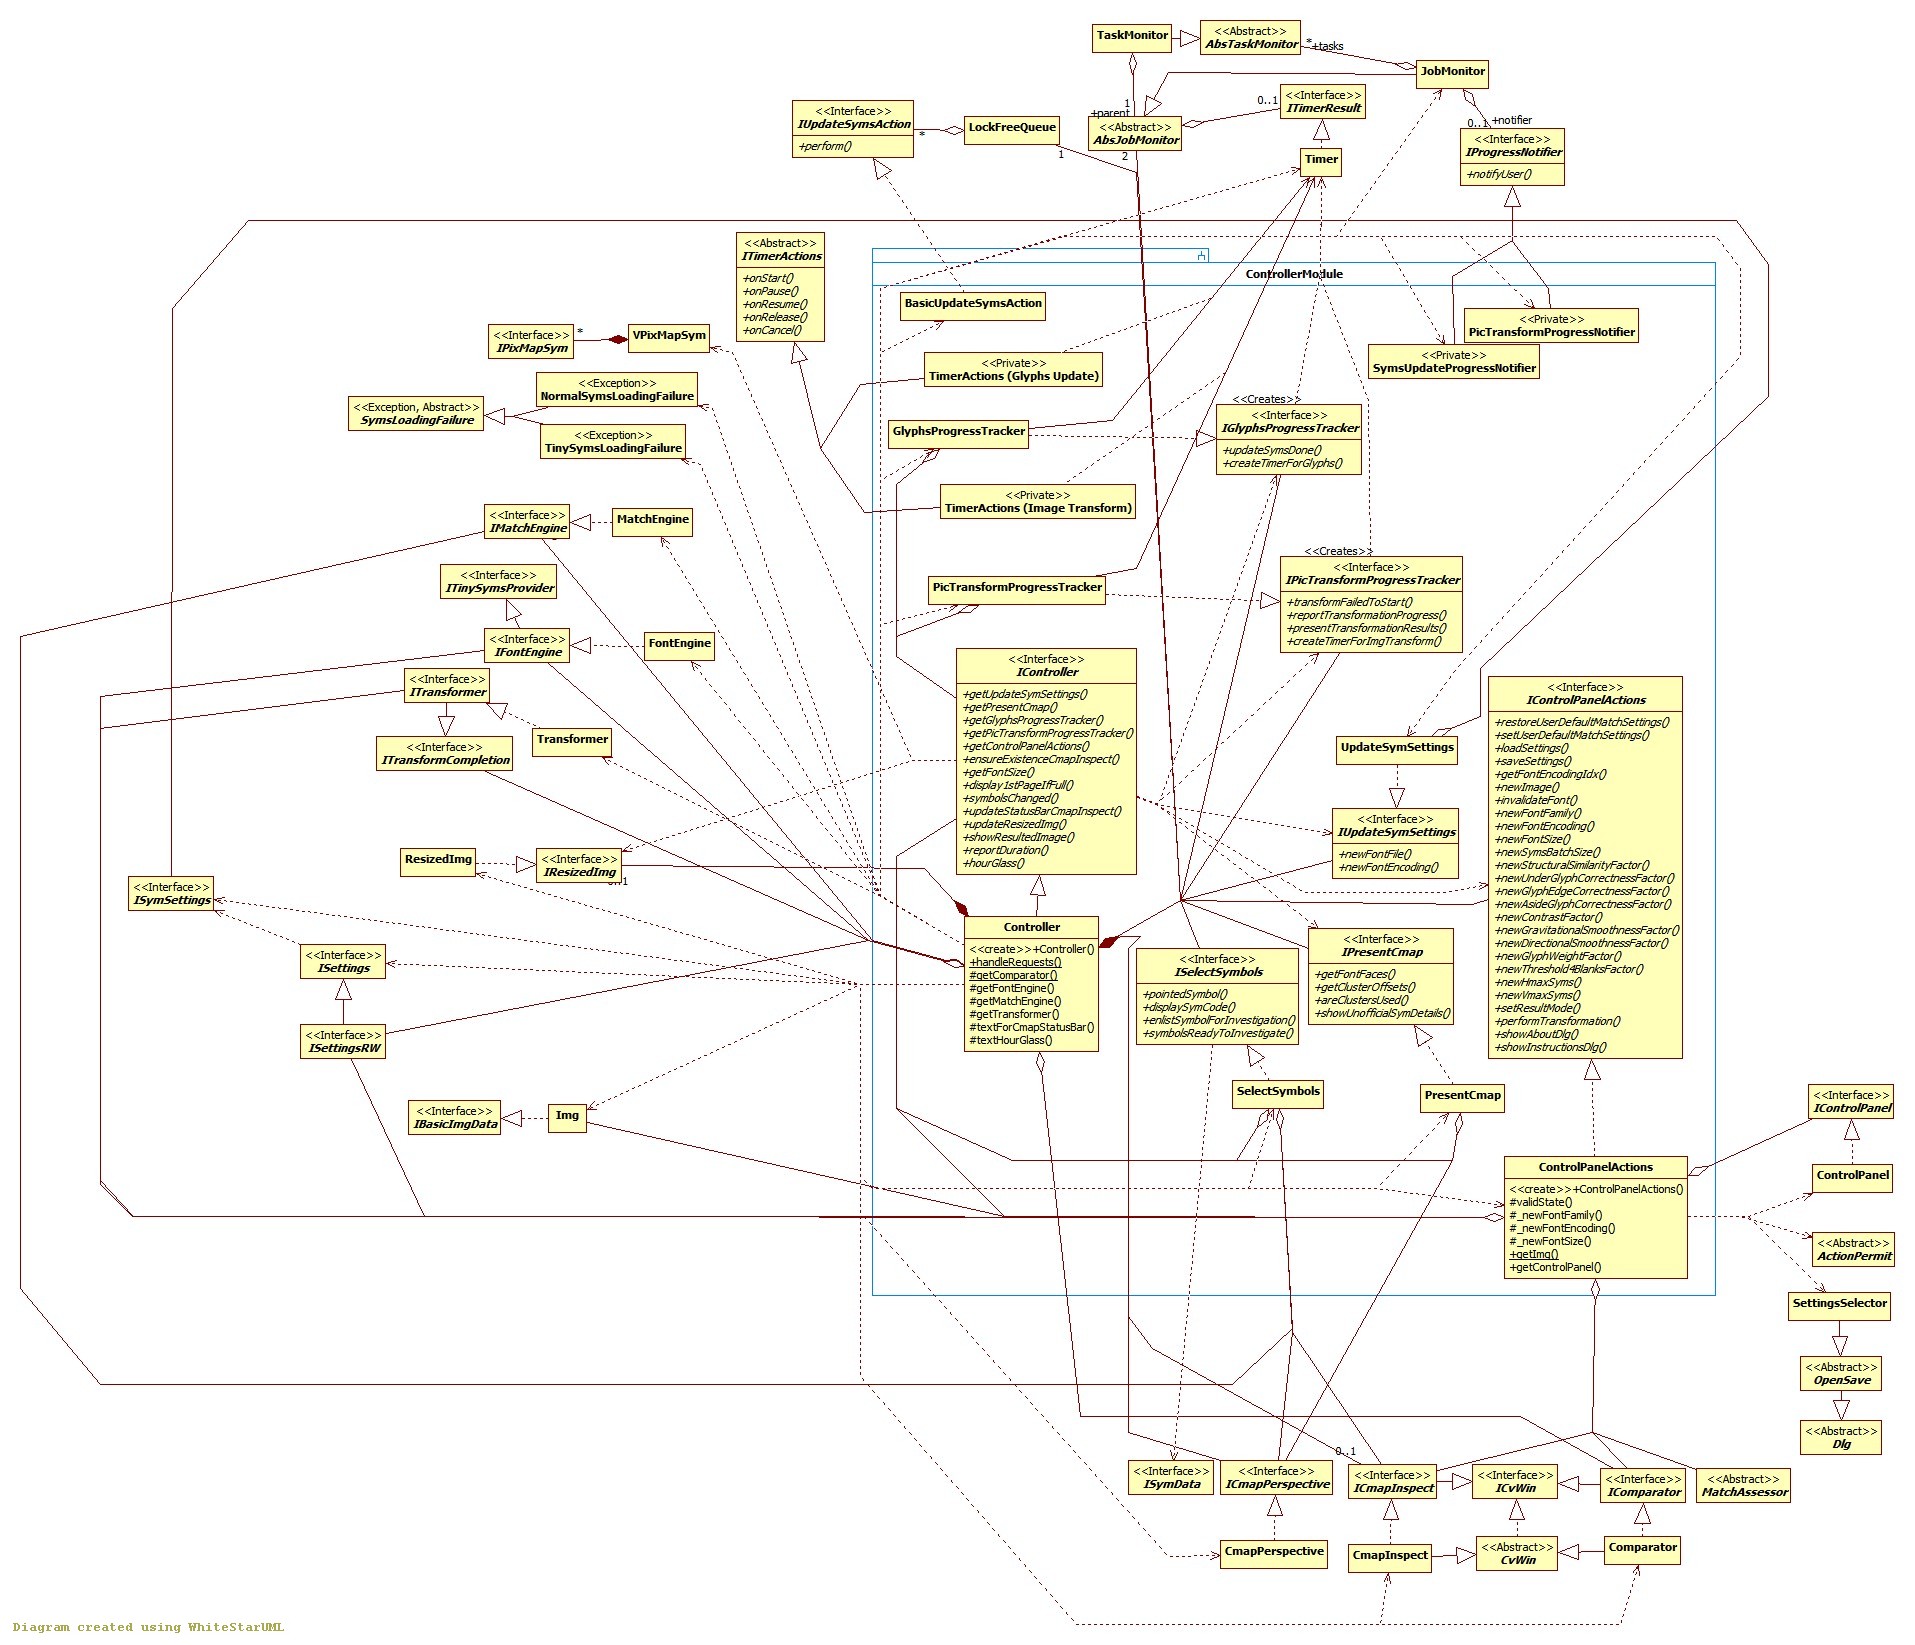 TaskMonitor
<<Abstract>>
AbsTaskMonitor
*
+tasks
JobMonitor
<<Interface>>
IUpdateSymsAction
+perform()
*
LockFreeQueue
1
1
+parent
<<Abstract>>
AbsJobMonitor
2
0..1
<<Interface>>
ITimerResult
Timer
0..1
+notifier
<<Interface>>
IProgressNotifier
+notifyUser()
<<Abstract>>
ITimerActions
+onStart()
+onPause()
+onResume()
+onRelease()
+onCancel()
ControllerModule
BasicUpdateSymsAction
<<Private>>
PicTransformProgressNotifier
<<Private>>
SymsUpdateProgressNotifier
<<Interface>>
IPixMapSym
*
VPixMapSym
<<Private>>
TimerActions (Glyphs Update)
<<Exception>>
NormalSymsLoadingFailure
<<Exception, Abstract>>
SymsLoadingFailure
<<Exception>>
TinySymsLoadingFailure
GlyphsProgressTracker
<<Creates>>
<<Interface>>
IGlyphsProgressTracker
+updateSymsDone()
+createTimerForGlyphs()
<<Private>>
TimerActions (Image Transform)
<<Interface>>
IMatchEngine
MatchEngine
<<Interface>>
ITinySymsProvider
PicTransformProgressTracker
<<Creates>>
<<Interface>>
IPicTransformProgressTracker
+transformFailedToStart()
+reportTransformationProgress()
+presentTransformationResults()
+createTimerForImgTransform()
<<Interface>>
IFontEngine
FontEngine
<<Interface>>
ITransformer
Transformer
<<Interface>>
ITransformCompletion
<<Interface>>
IController
+getUpdateSymSettings()
+getPresentCmap()
+getGlyphsProgressTracker()
+getPicTransformProgressTracker()
+getControlPanelActions()
+ensureExistenceCmapInspect()
+getFontSize()
+display1stPageIfFull()
+symbolsChanged()
+updateStatusBarCmapInspect()
+updateResizedImg()
+showResultedImage()
+reportDuration()
+hourGlass()
UpdateSymSettings
<<Interface>>
IUpdateSymSettings
+newFontFile()
+newFontEncoding()
<<Interface>>
IControlPanelActions
+restoreUserDefaultMatchSettings()
+setUserDefaultMatchSettings()
+loadSettings()
+saveSettings()
+getFontEncodingIdx()
+newImage()
+invalidateFont()
+newFontFamily()
+newFontEncoding()
+newFontSize()
+newSymsBatchSize()
+newStructuralSimilarityFactor()
+newUnderGlyphCorrectnessFactor()
+newGlyphEdgeCorrectnessFactor()
+newAsideGlyphCorrectnessFactor()
+newContrastFactor()
+newGravitationalSmoothnessFactor()
+newDirectionalSmoothnessFactor()
+newGlyphWeightFactor()
+newThreshold4BlanksFactor()
+newHmaxSyms()
+newVmaxSyms()
+setResultMode()
+performTransformation()
+showAboutDlg()
+showInstructionsDlg()
ResizedImg
<<Interface>>
IResizedImg
<<Interface>>
ISymSettings
<<Interface>>
ISettings
<<Interface>>
ISettingsRW
Controller
<<create>>+Controller()
+handleRequests()
#getComparator()
#getFontEngine()
#getMatchEngine()
#getTransformer()
#textForCmapStatusBar()
#textHourGlass()
<<Interface>>
ISelectSymbols
+pointedSymbol()
+displaySymCode()
+enlistSymbolForInvestigation()
+symbolsReadyToInvestigate()
<<Interface>>
IPresentCmap
+getFontFaces()
+getClusterOffsets()
+areClustersUsed()
+showUnofficialSymDetails()
<<Interface>>
IBasicImgData
Img
SelectSymbols
PresentCmap
<<Interface>>
IControlPanel
ControlPanel
ControlPanelActions
<<create>>+ControlPanelActions()
#validState()
#_newFontFamily()
#_newFontEncoding()
#_newFontSize()
+getImg()
+getControlPanel()
<<Abstract>>
ActionPermit
SettingsSelector
<<Abstract>>
OpenSave
<<Abstract>>
Dlg
0..1
<<Interface>>
ISymData
<<Interface>>
ICmapPerspective
<<Interface>>
ICmapInspect
<<Interface>>
ICvWin
<<Interface>>
IComparator
<<Abstract>>
MatchAssessor
CmapPerspective
CmapInspect
<<Abstract>>
CvWin
Comparator
Diagram created using WhiteStarUML